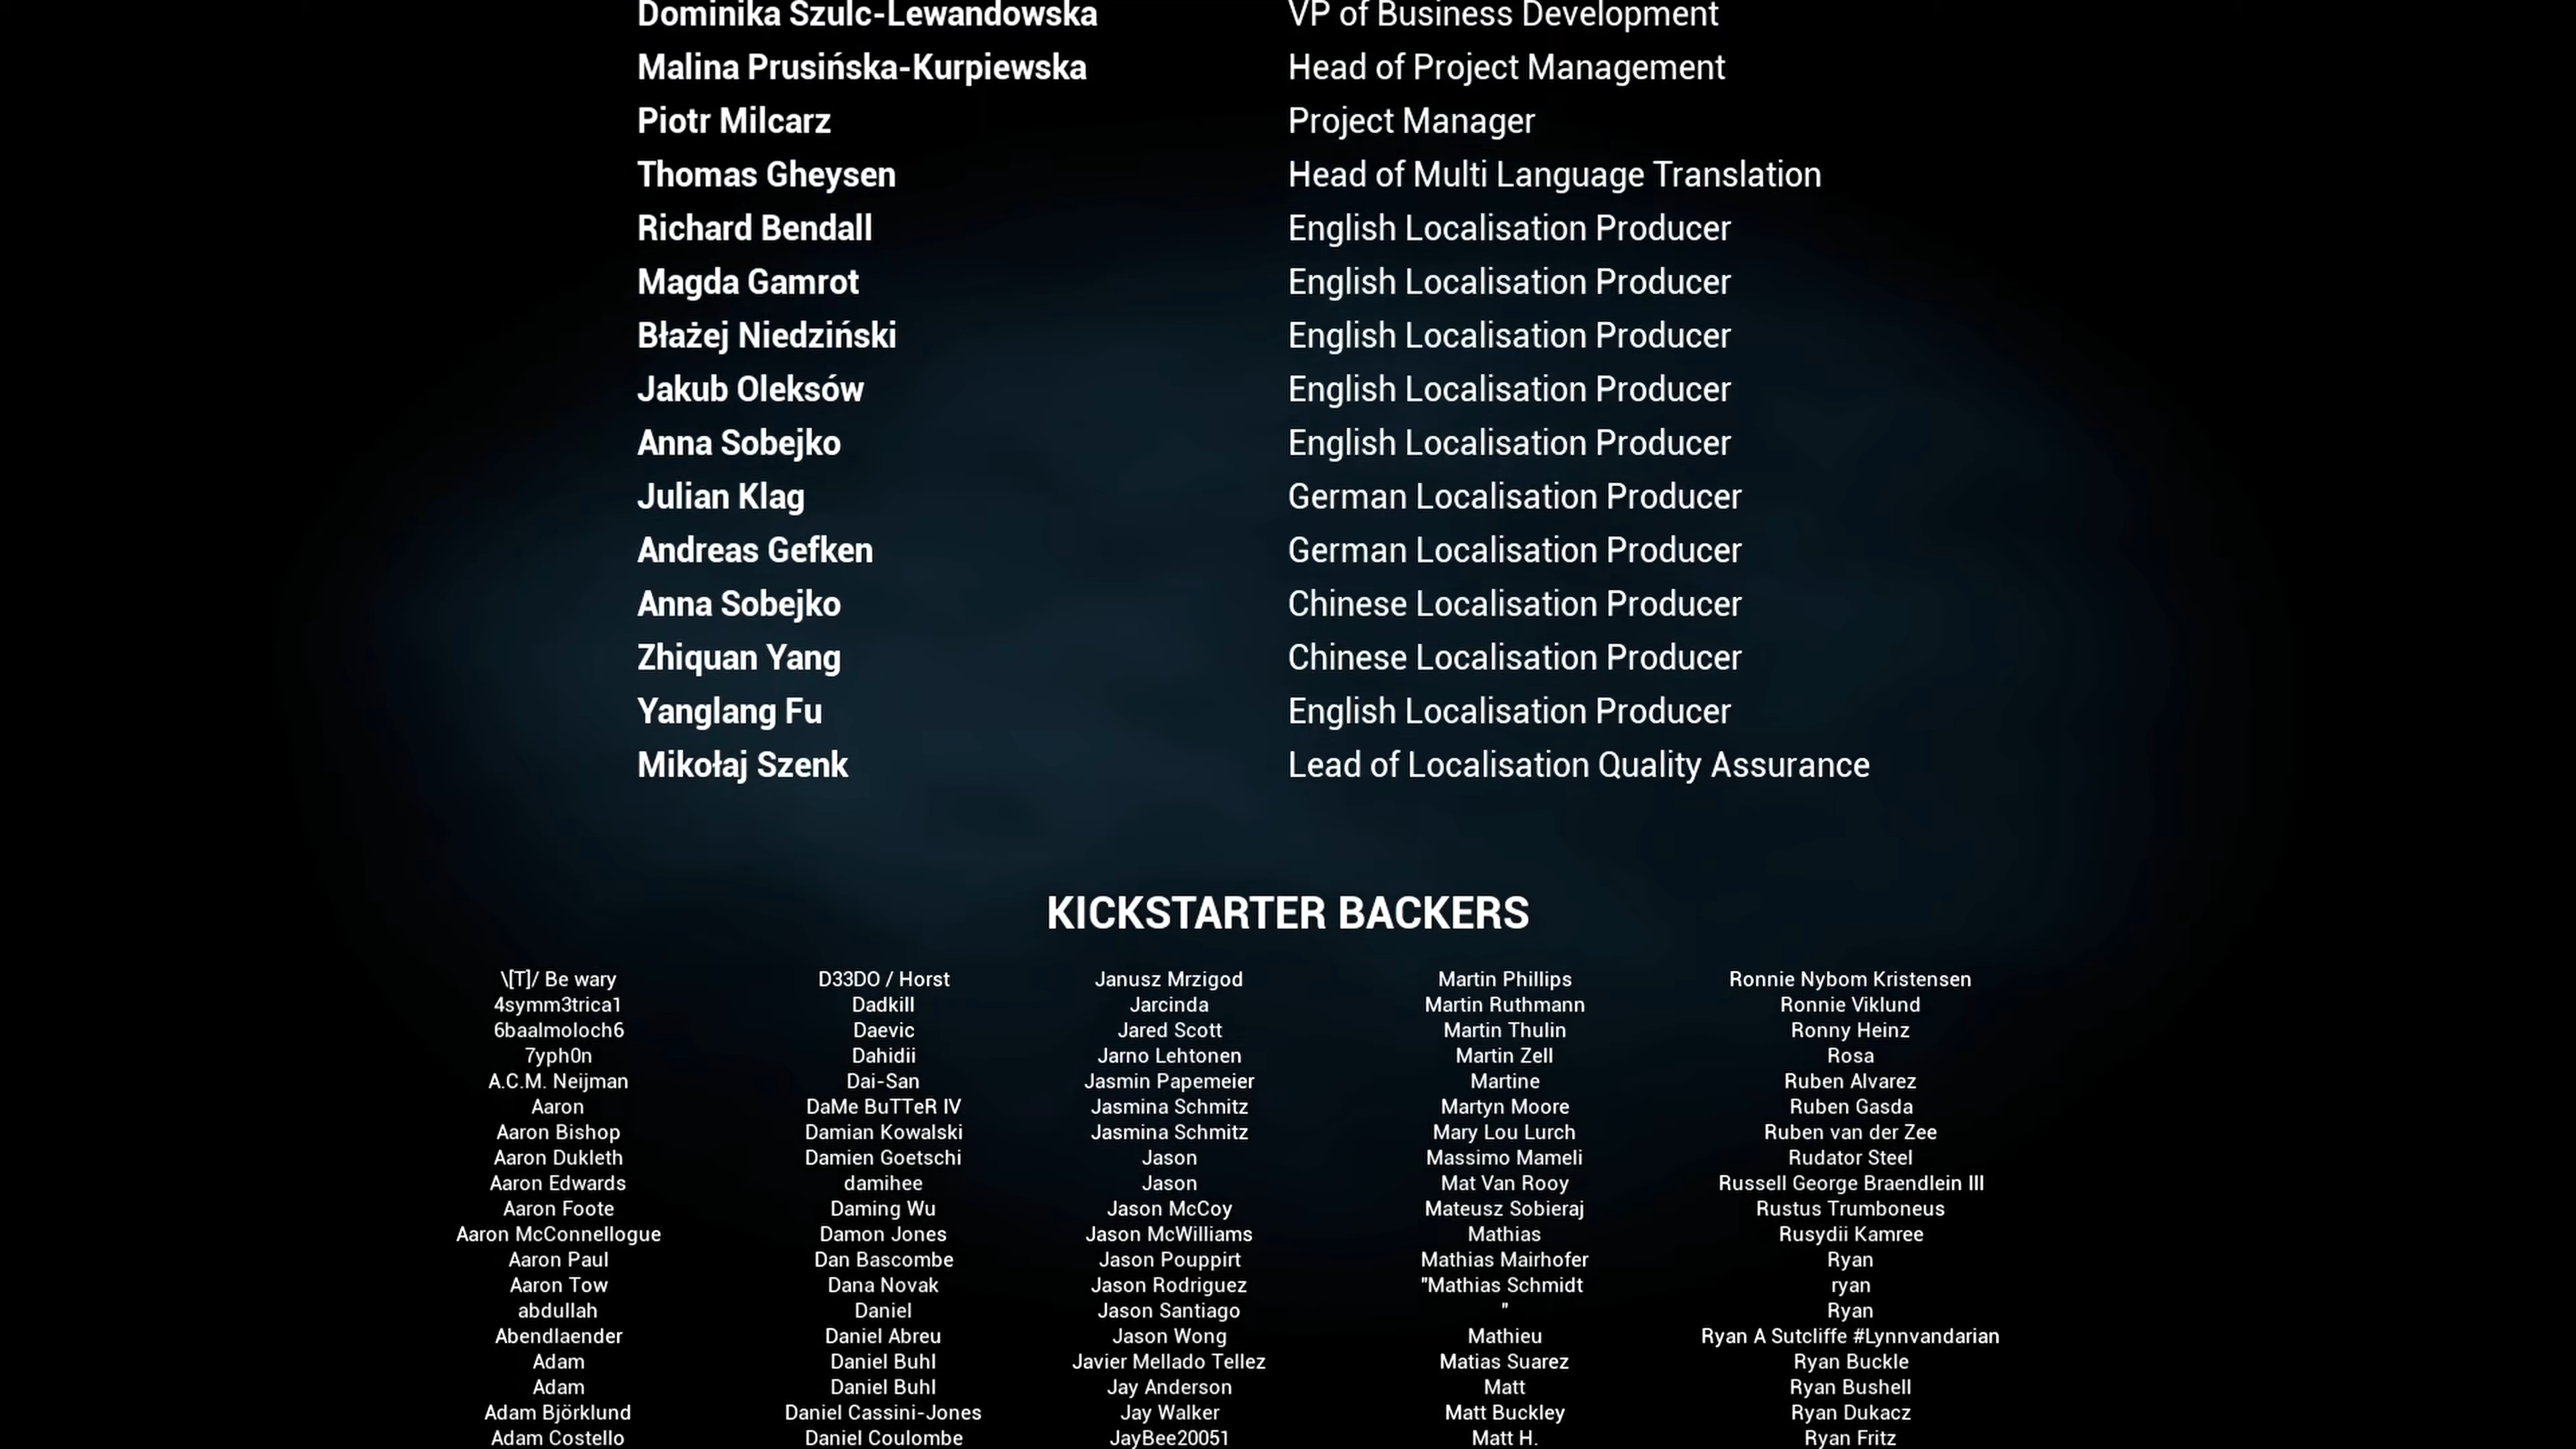 Dominika Szulc-Lewandowska VP of Business Development
Malina Prusińska-Kurpiewska Head of Project Management
Piotr Milcarz Project Manager
Thomas Gheysen Head of Multi Language Translation
Richard Bendall English Localisation Producer
Magda Gamrot English Localisation Producer
Błażej Niedziński English Localisation Producer
Jakub Oleksów English Localisation Producer
Anna Sobejko English Localisation Producer
Julian Klag German Localisation Producer
Andreas Gefken German Localisation Producer
Anna Sobejko Chinese Localisation Producer
Zhiquan Yang Chinese Localisation Producer
Yanglang Fu English Localisation Producer
Mikołaj Szenk Lead of Localisation Quality Assurance
KICKSTARTER BACKERS
\[T]/ Be wary D33DO / Horst Janusz Mrzigod Martin Phillips Ronnie Nybom Kristensen
4symm3trica1 Dadkill Jarcinda Martin Ruthmann Ronnie Viklund
6baalmoloch6 Daevic Jared Scott Martin Thulin Ronny Heinz
7yph0n Dahidii Jarno Lehtonen Martin Zell Rosa
A.C.M. Neijman Dai-San Jasmin Papemeier Martine Ruben Alvarez
Aaron DaMe BuTTeR IV Jasmina Schmitz Martyn Moore Ruben Gasda
Aaron Bishop Damian Kowalski Jasmina Schmitz Mary Lou Lurch Ruben van der Zee
Aaron Dukleth Damien Goetschi Jason Massimo Mameli Rudator Steel
Aaron Edwards damihee Jason Mat Van Rooy Russell George Braendlein III
Aaron Foote Daming Wu Jason McCoy Mateusz Sobieraj Rustus Trumboneus
Aaron McConnellogue Damon Jones Jason McWilliams Mathias Rusydii Kamree
Aaron Paul Dan Bascombe Jason Pouppirt Mathias Mairhofer Ryan
Aaron Tow Dana Novak Jason Rodriguez "Mathias Schmidt ryan
abdullah Daniel Jason Santiago " Ryan
Abendlaender Daniel Abreu Jason Wong Mathieu Ryan A Sutcliffe #Lynnvandarian
Adam Daniel Buhl Javier Mellado Tellez Matias Suarez Ryan Buckle
Adam Daniel Buhl Jay Anderson Matt Ryan Bushell
Adam Björklund Daniel Cassini-Jones Jay Walker Matt Buckley Ryan Dukacz
Adam Costello Daniel Coulombe JayBee20051 Matt H. Ryan Fritz